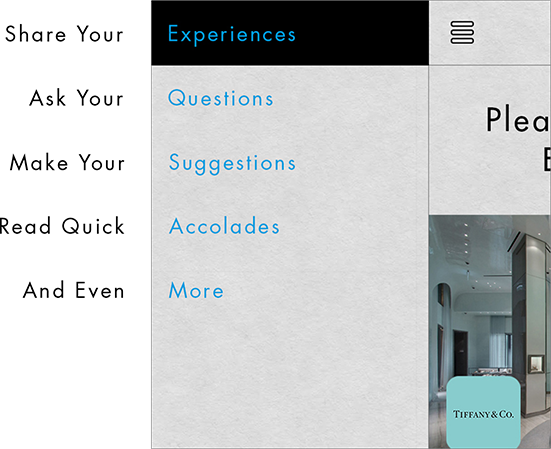 Share Your Experiences
Ask Your Questions
Make Your Suggestions
Read Quick Accolades
And Even More
Plea
E
TIFFANY & CO.